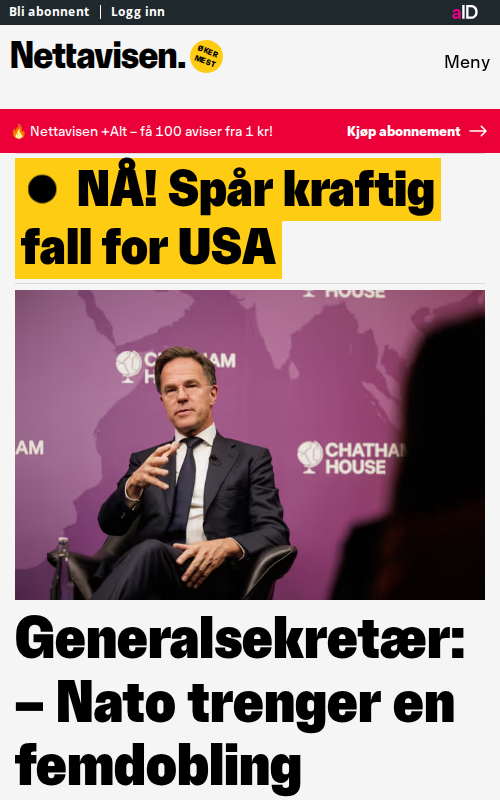 Bli abonnent | Logg inn
aID
Nettavisen.
ØKER
MEST
Meny
🔥 Nettavisen +Alt – få 100 aviser fra 1 kr!
Kjøp abonnement →
● NÅ! Spår kraftig
fall for USA
HOUSE
CHATHAM
HOUSE
AM
CHATHAM
HOUSE
Generalsekretær:
– Nato trenger en
femdobling